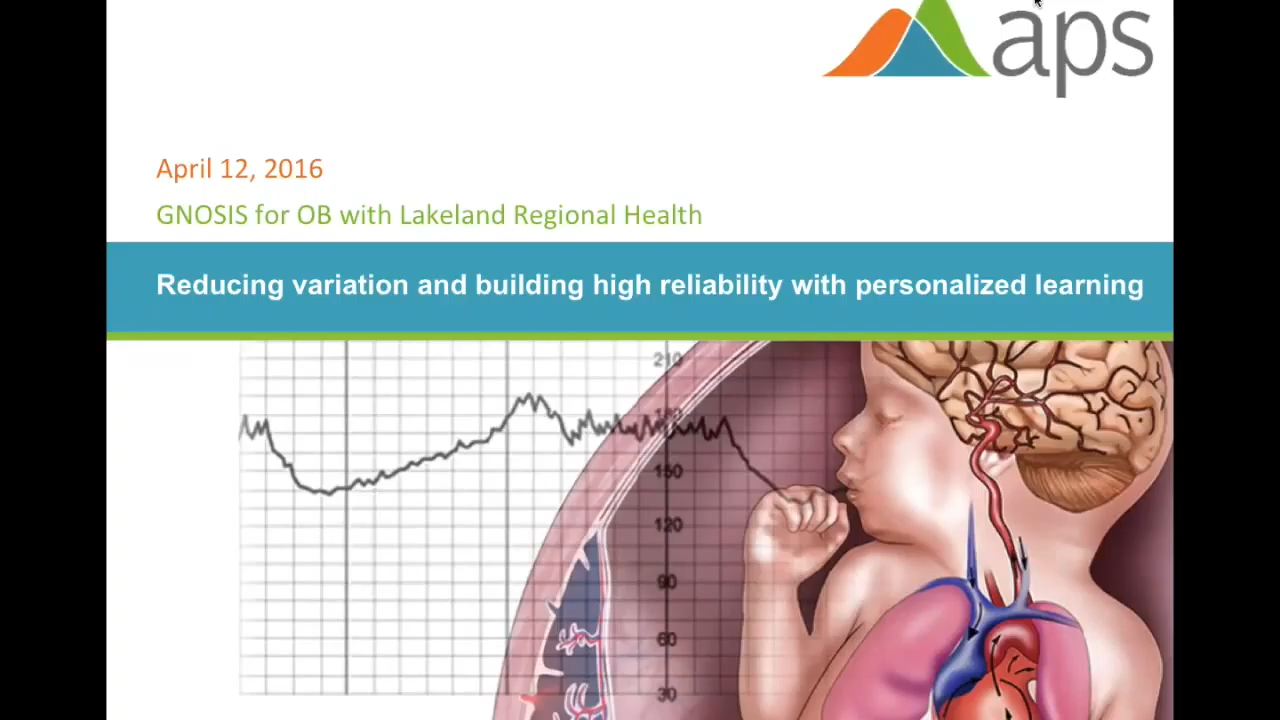 aps
April 12, 2016
GNOSIS for OB with Lakeland Regional Health
Reducing variation and building high reliability with personalized learning
210
180
150
120
90
60
30